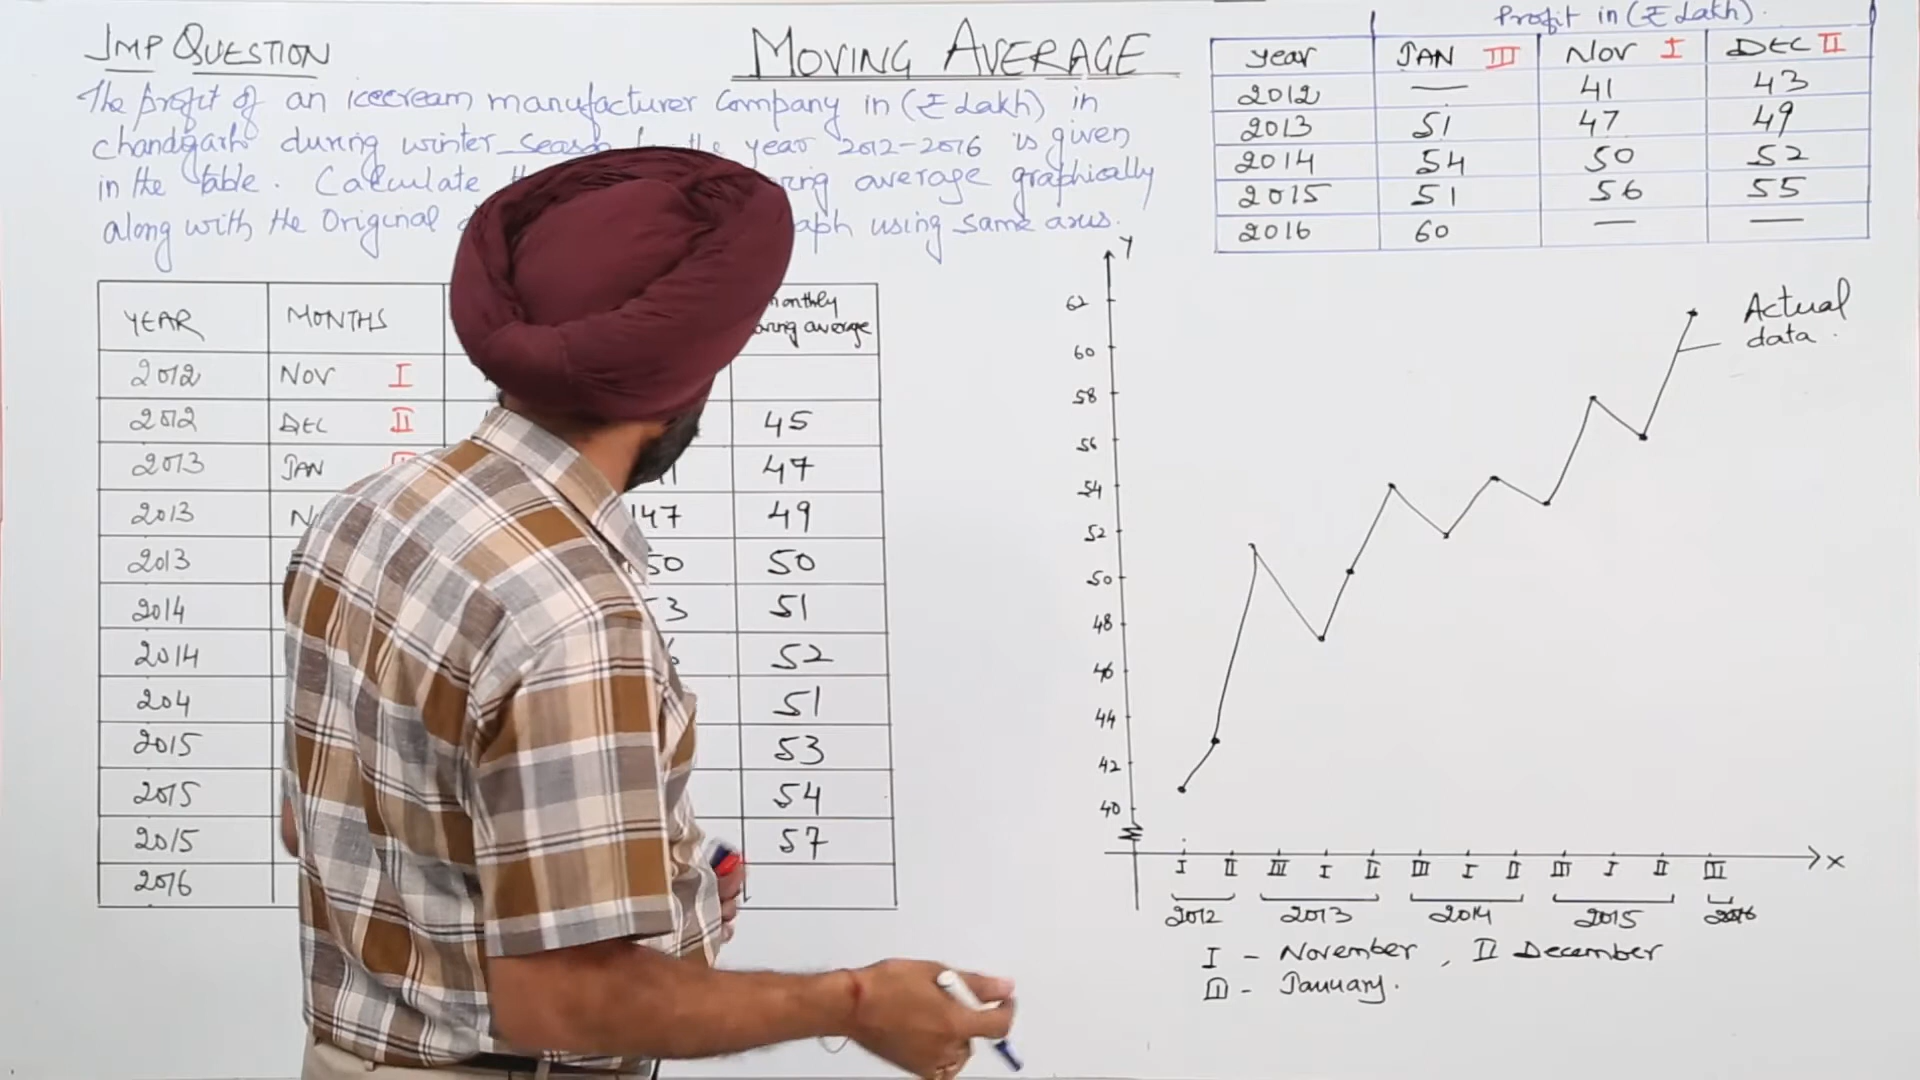 IMP QUESTION
MOVING AVERAGE
The profit of an icecream manufacturer Company in (₹ Lakh) in
chandgarh during winter season the year 2012-2016 is given
in the table. Calculate average graphically
along with the Original using same axis.
Profit in (₹ Lakh).
Year JAN III NOV I DEC II
2012 — 41 43
2013 51 47 49
2014 54 50 52
2015 51 56 55
2016 60 — —
YEAR MONTHS monthly
average
2012 NOV I
2012 DEC II 45
2013 JAN 47
2013 147 49
2013 50 50
2014 51
2014 52
204 51
2015 53
2015 54
2015 57
2016
Y
62
60
58
56
54
52
50
48
46
44
42
40
Actual
data.
I II III I II III I II III I II III X
2012 2013 2014 2015 2016
I - November, II December
III - January.